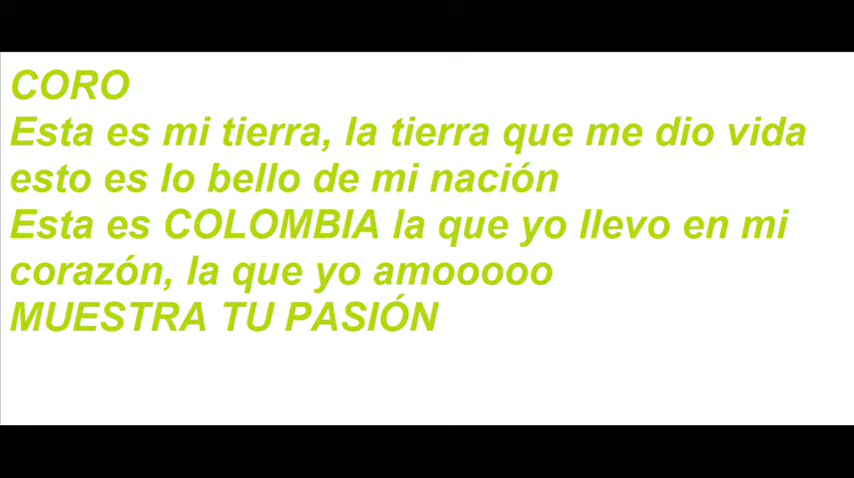 CORO
Esta es mi tierra, la tierra que me dio vida
esto es lo bello de mi nación
Esta es COLOMBIA la que yo llevo en mi
corazón, la que yo amooooo
MUESTRA TU PASIÓN